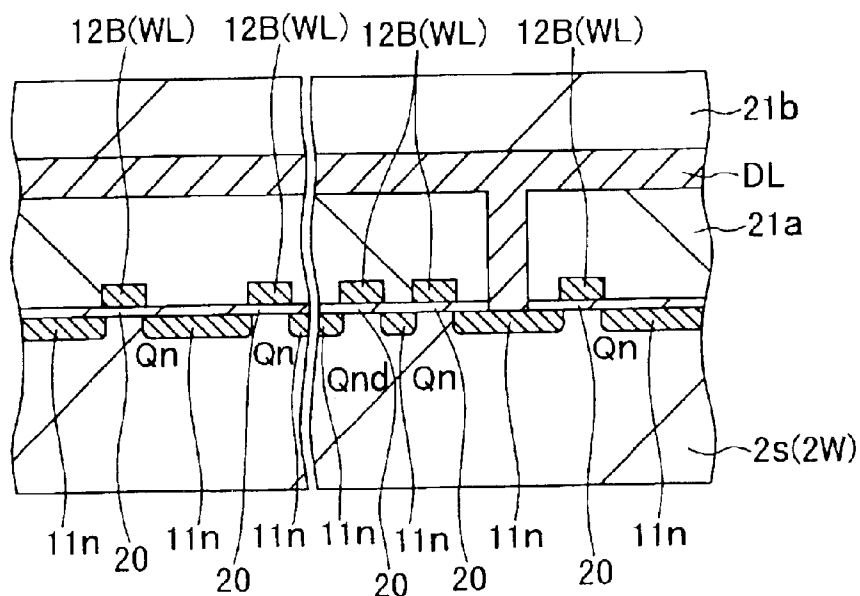 12B(WL) 12B(WL) 12B(WL) 12B(WL)
21b
DL
21a
Qn Qn Qnd Qn Qn
2s(2W)
11n 20 11n 20 11n 11n 20 11n 20 11n 20 11n